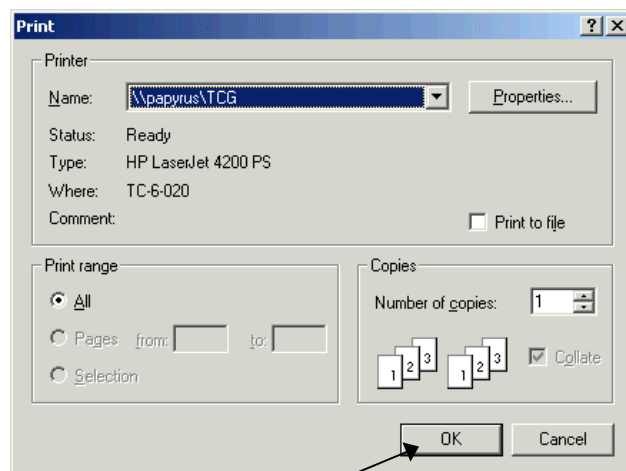 Print
Printer
Name: \\papyrus\TCG Properties...
Status: Ready
Type: HP LaserJet 4200 PS
Where: TC-6-020
Comment: Print to file
Print range
All
Pages from: to:
Selection
Copies
Number of copies: 1
1 2 3 1 2 3 Collate
OK Cancel